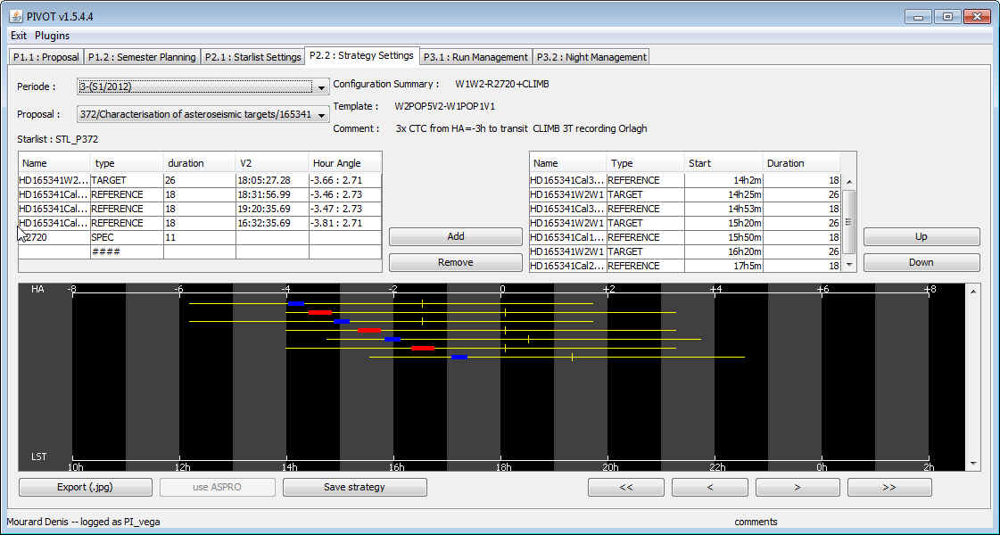 PIVOT v1.5.4.4
Exit Plugins
P1.1 : Proposal P1.2 : Semester Planning P2.1 : Starlist Settings P2.2 : Strategy Settings P3.1 : Run Management P3.2 : Night Management
Periode : 3-(S1/2012) Configuration Summary : W1W2-R2720+CLIMB
Template : W2POP5V2-W1POP1V1
Proposal : 372/Characterisation of asteroseismic targets/165341
Comment : 3x CTC from HA=-3h to transit CLIMB 3T recording Orlagh
Starlist : STL_P372
Name type duration V2 Hour Angle
HD165341W2... TARGET 26 18:05:27.28 -3.66 : 2.71
HD165341Cal... REFERENCE 18 18:31:56.99 -3.46 : 2.73
HD165341Cal... REFERENCE 18 19:20:35.69 -3.47 : 2.73
HD165341Cal... REFERENCE 18 16:32:35.69 -3.81 : 2.71
2720 SPEC 11
####
Name Type Start Duration
HD165341Cal3... REFERENCE 14h2m 18
HD165341W2W1 TARGET 14h25m 26
HD165341Cal3... REFERENCE 14h53m 18
HD165341W2W1 TARGET 15h20m 26
HD165341Cal1... REFERENCE 15h50m 18
HD165341W2W1 TARGET 16h20m 26
HD165341Cal2... REFERENCE 17h5m 18
Add
Remove
Up
Down
HA -8 -6 -4 -2 0 +2 +4 +6 +8
LST
10h 12h 14h 16h 18h 20h 22h 0h 2h
Export (.jpg) use ASPRO Save strategy << < > >>
Mourard Denis -- logged as PI_vega comments